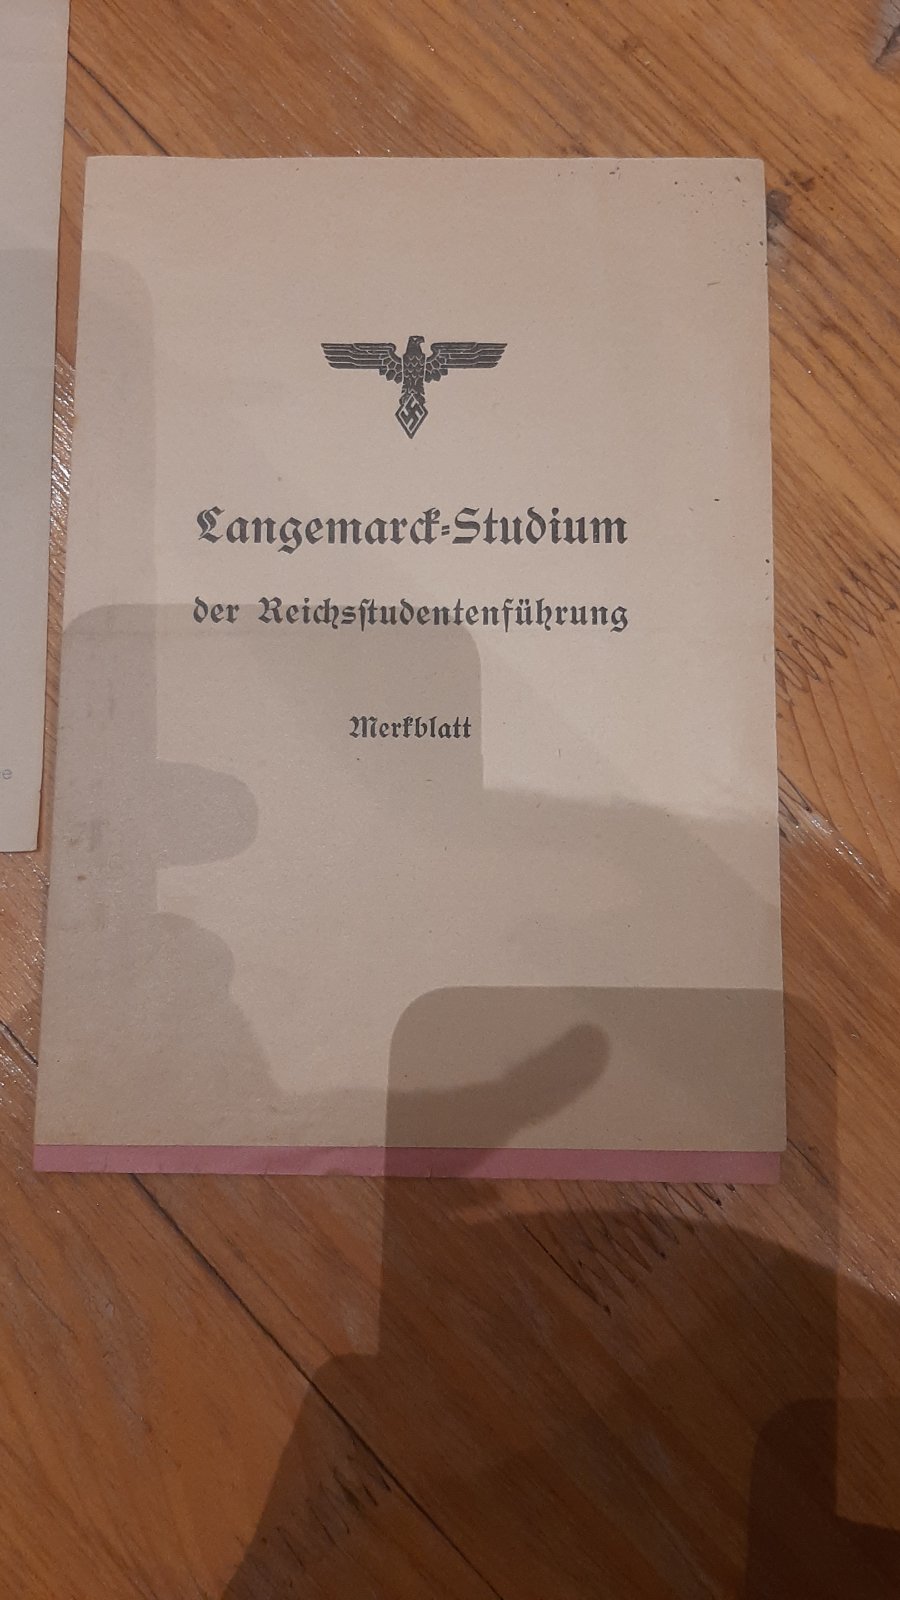 Langemarck-Studium
der Reichsſtudentenführung
Merkblatt
e